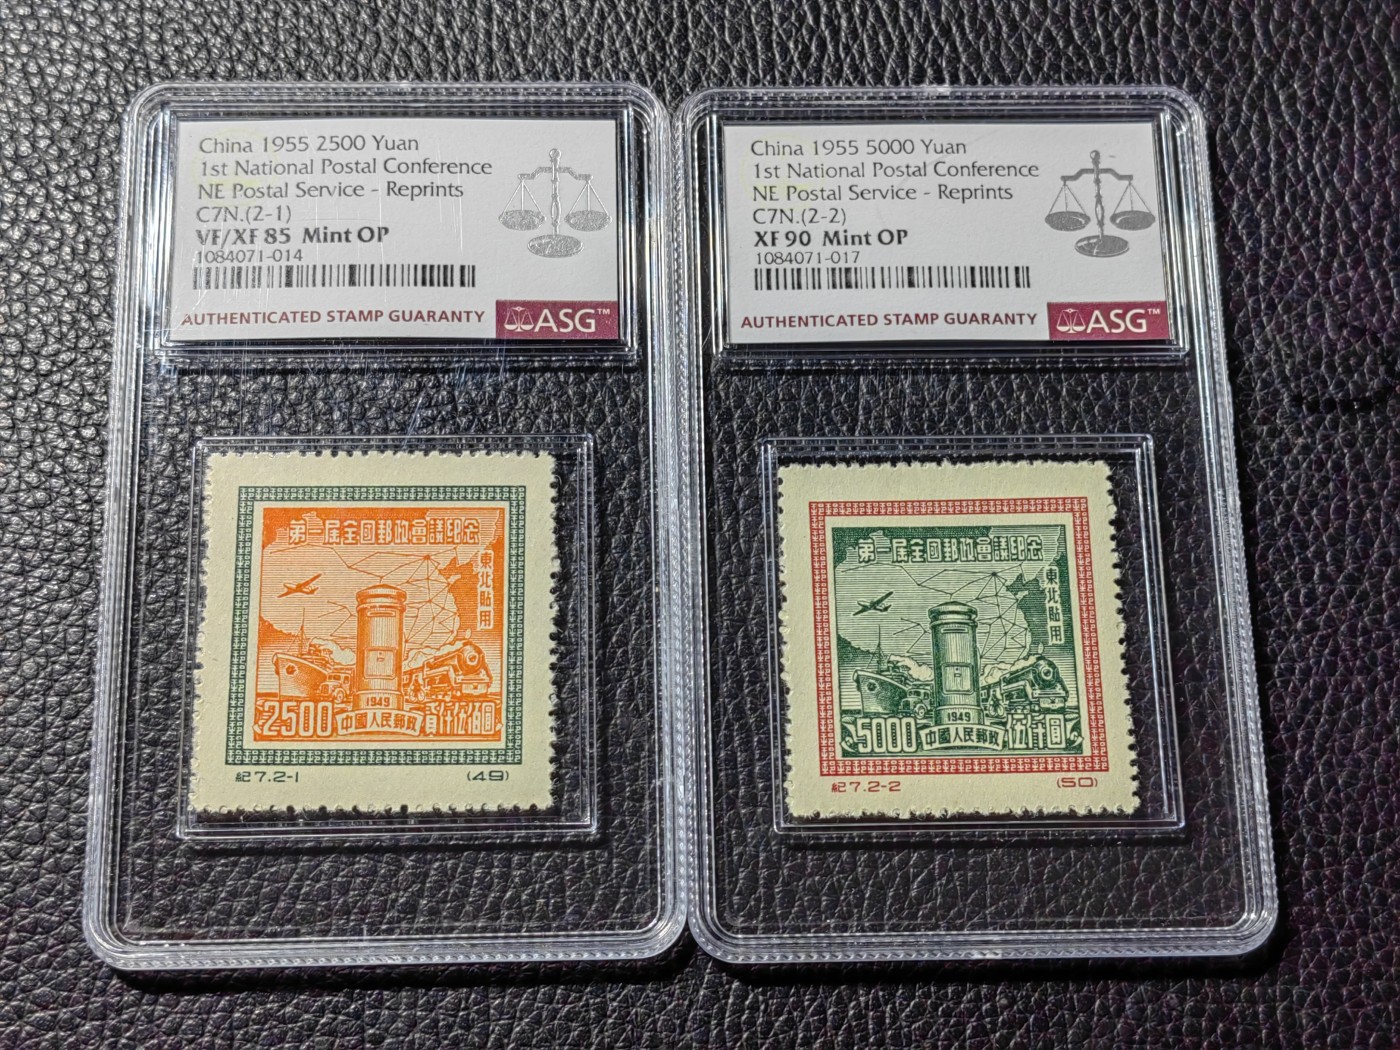 China 1955 2500 Yuan
1st National Postal Conference
NE Postal Service - Reprints
C7N.(2-1)
VF/XF 85 Mint OP
1084071-014
AUTHENTICATED STAMP GUARANTY
ASG™
第一届全國郵政會議紀念
東北貼用
1949
2500
中國人民郵政
貳仟伍佰圓
紀7.2-1
(49)
China 1955 5000 Yuan
1st National Postal Conference
NE Postal Service - Reprints
C7N.(2-2)
XF 90 Mint OP
1084071-017
AUTHENTICATED STAMP GUARANTY
ASG™
第一届全國郵政會議紀念
東北貼用
1949
5000
中國人民郵政
伍仟圓
紀7.2-2
(50)